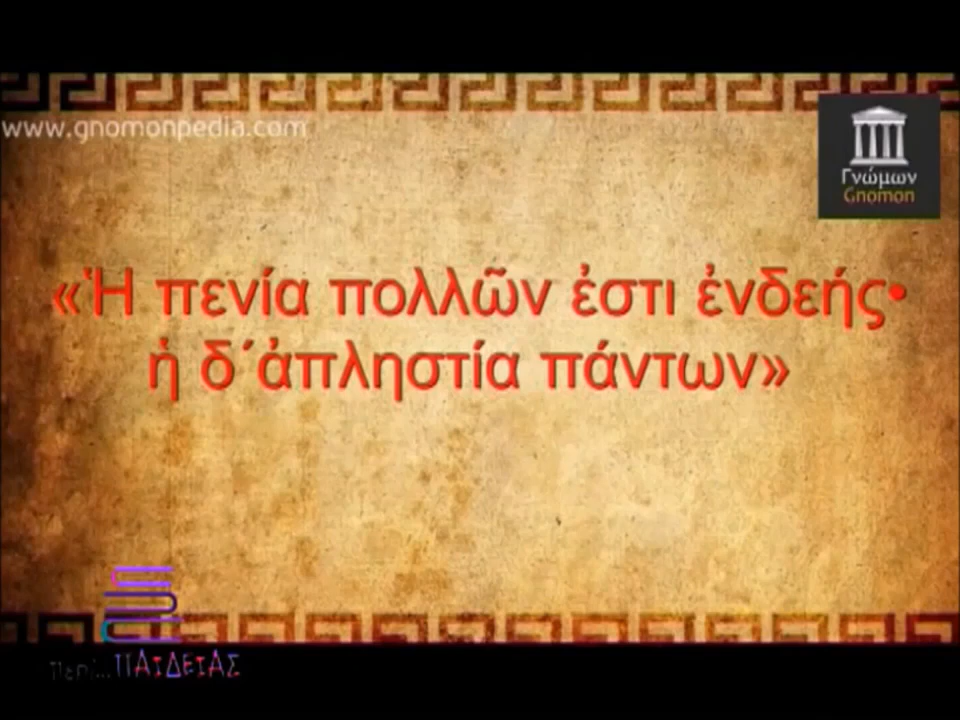 www.gnomonpedia.com
Γνώμων
Gnomon
«Ἡ πενία πολλῶν ἐστι ἐνδεής•
ἡ δ΄ἀπληστία πάντων»
περί...ΠΑΙΔΕΙΑΣ